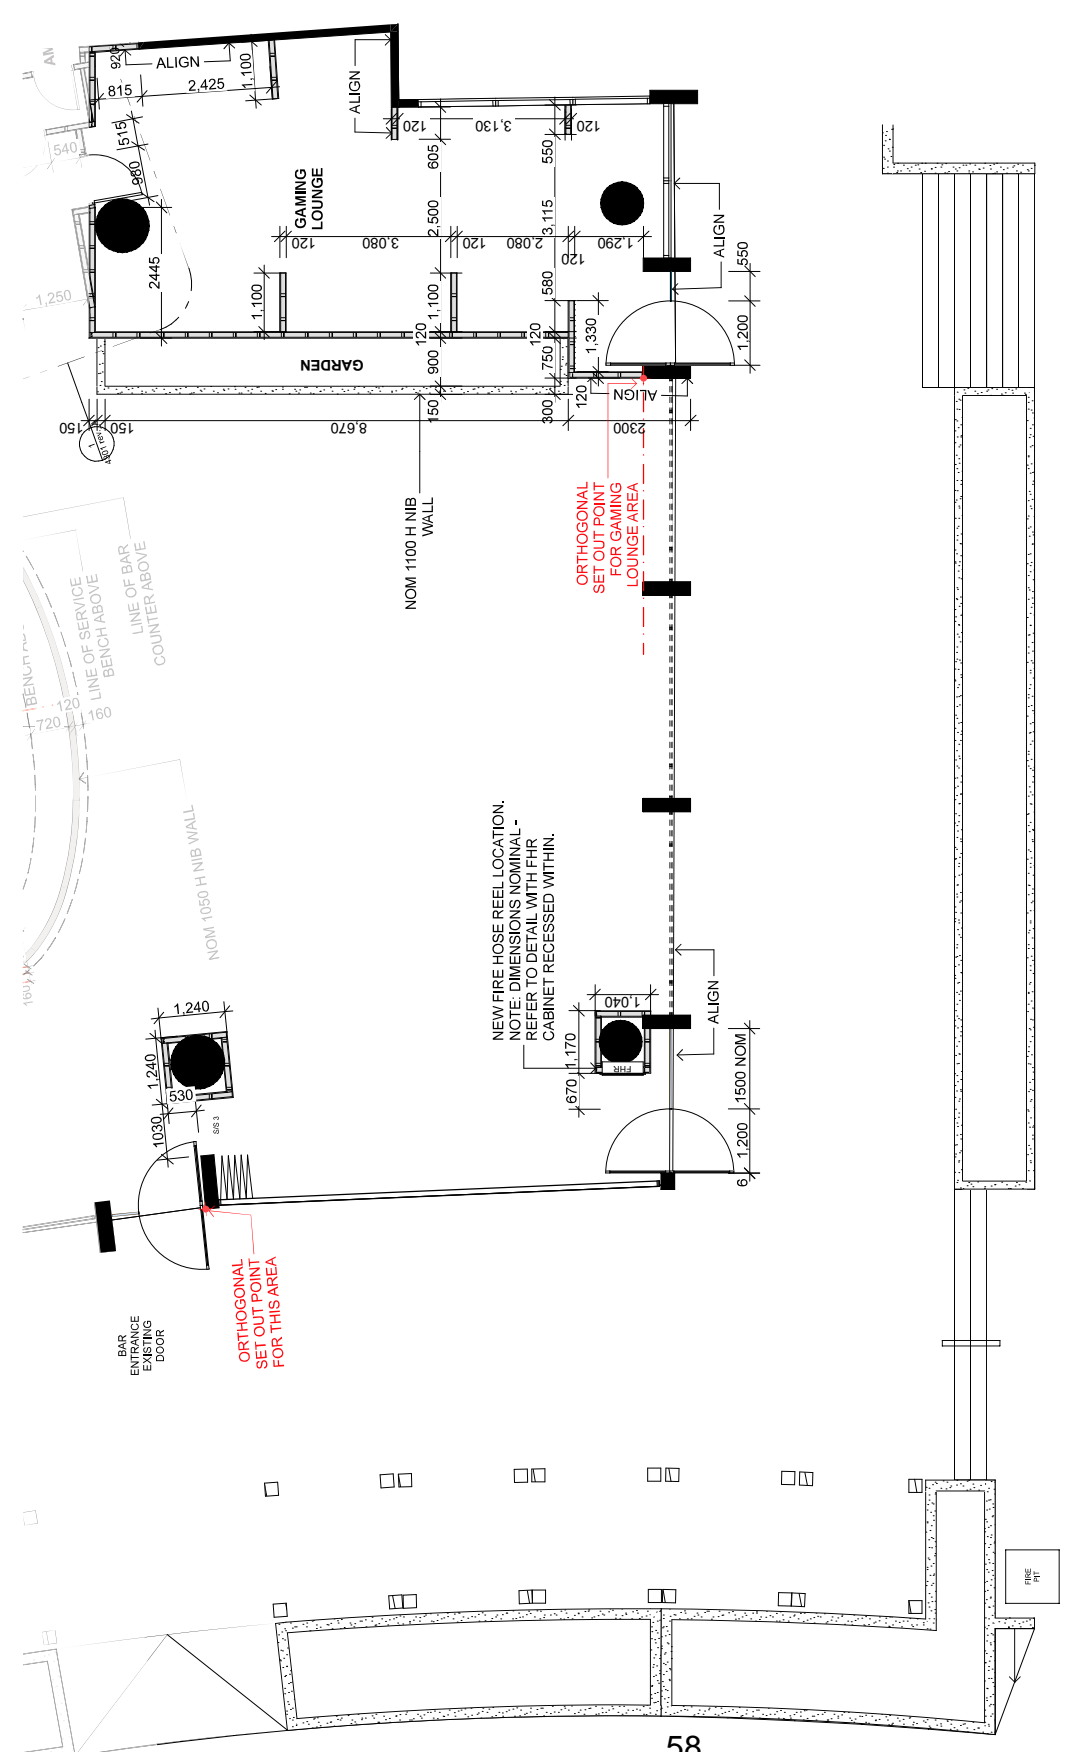 AN
920
ALIGN
1,100
815
2,425
ALIGN
515
540
980
120
3,130
120
605
550
GAMING
LOUNGE
2,500
3,115
ALIGN
120
3,080
120
2,080
120
1,290
2445
1,250
1,100
1,100
580
550
120
120
1,330
1,200
GARDEN
900
750
120
ALIGN
150
300
150
150
8,670
2300
1
NOM 1100 H NIB
WALL
ORTHOGONAL
SET OUT POINT
FOR GAMING
LOUNGE AREA
LINE OF BAR
COUNTER ABOVE
LINE OF SERVICE
BENCH ABOVE
120
720
160
NOM 1050 H NIB WALL
160
NEW FIRE HOSE REEL LOCATION.
NOTE: DIMENSIONS NOMINAL -
REFER TO DETAIL WITH FHR
CABINET RECESSED WITHIN.
ALIGN
1,240
1,240
530
1030
S/S 3
1,040
1,170
FHR
670
1500 NOM
1,200
6
ORTHOGONAL
SET OUT POINT
FOR THIS AREA
BAR
ENTRANCE
EXISTING
DOOR
FIRE
PIT
58